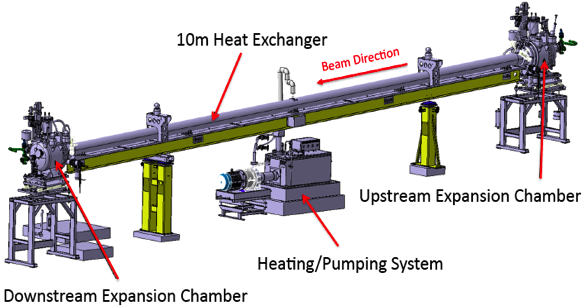 10m Heat Exchanger
Beam Direction
Upstream Expansion Chamber
Heating/Pumping System
Downstream Expansion Chamber